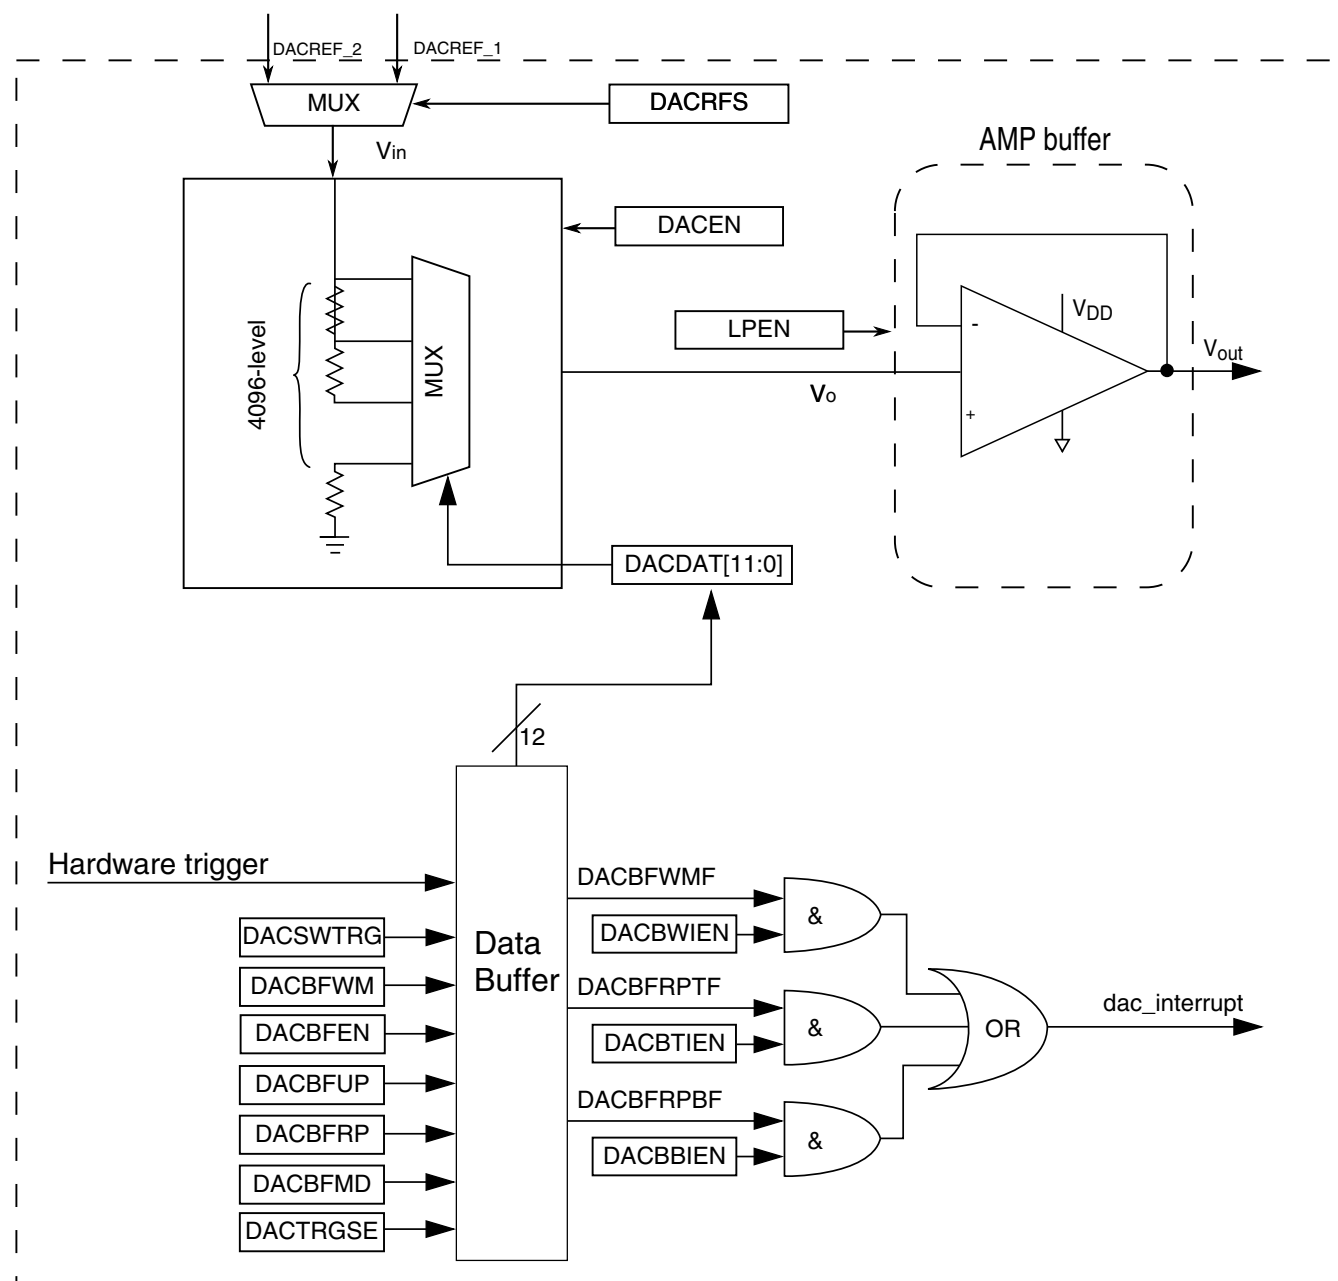 DACREF_2
DACREF_1
MUX
DACRFS
Vin
AMP buffer
DACEN
LPEN
4096-level
MUX
-
VDD
Vout
Vo
+
DACDAT[11:0]
12
Hardware trigger
DACSWTRG
DACBFWM
DACBFEN
DACBFUP
DACBFRP
DACBFMD
DACTRGSE
Data
Buffer
DACBFWMF
DACBWIEN
&
DACBFRPTF
DACBTIEN
&
DACBFRPBF
DACBBIEN
&
OR
dac_interrupt